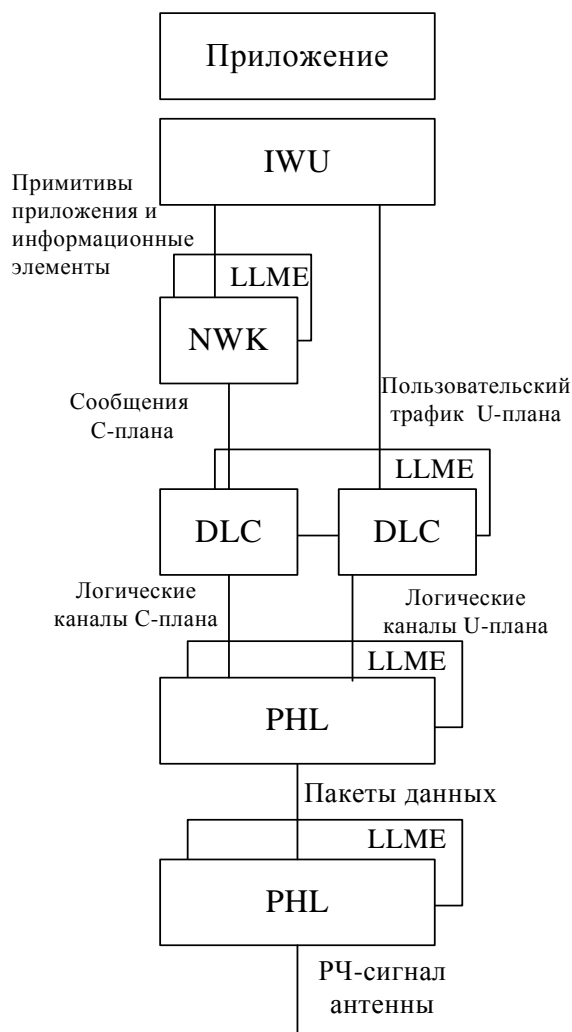 Приложение
IWU
Примитивы
приложения и
информационные
элементы
LLME
NWK
Сообщения
С-плана
Пользовательский
трафик U-плана
LLME
DLC
DLC
Логические
каналы С-плана
Логические
каналы U-плана
LLME
PHL
Пакеты данных
LLME
PHL
РЧ-сигнал
антенны